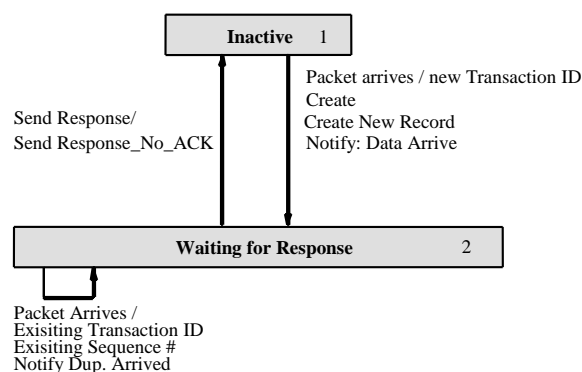 Inactive 1
Packet arrives / new Transaction ID
Create
Create New Record
Notify: Data Arrive
Send Response/
Send Response_No_ACK
Waiting for Response 2
Packet Arrives /
Exisiting Transaction ID
Exisiting Sequence #
Notify Dup. Arrived